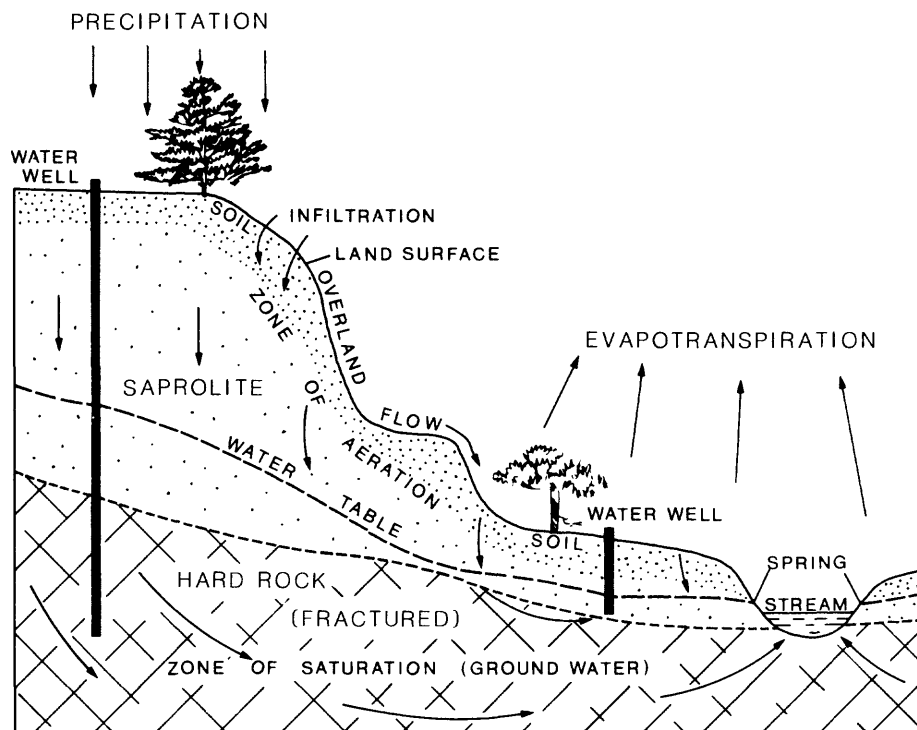 PRECIPITATION
WATER
WELL
SOIL
INFILTRATION
LAND SURFACE
ZONE OF AERATION
OVERLAND FLOW
EVAPOTRANSPIRATION
SAPROLITE
WATER TABLE
WATER WELL
SOIL
SPRING
STREAM
HARD ROCK
(FRACTURED)
ZONE OF SATURATION (GROUND WATER)